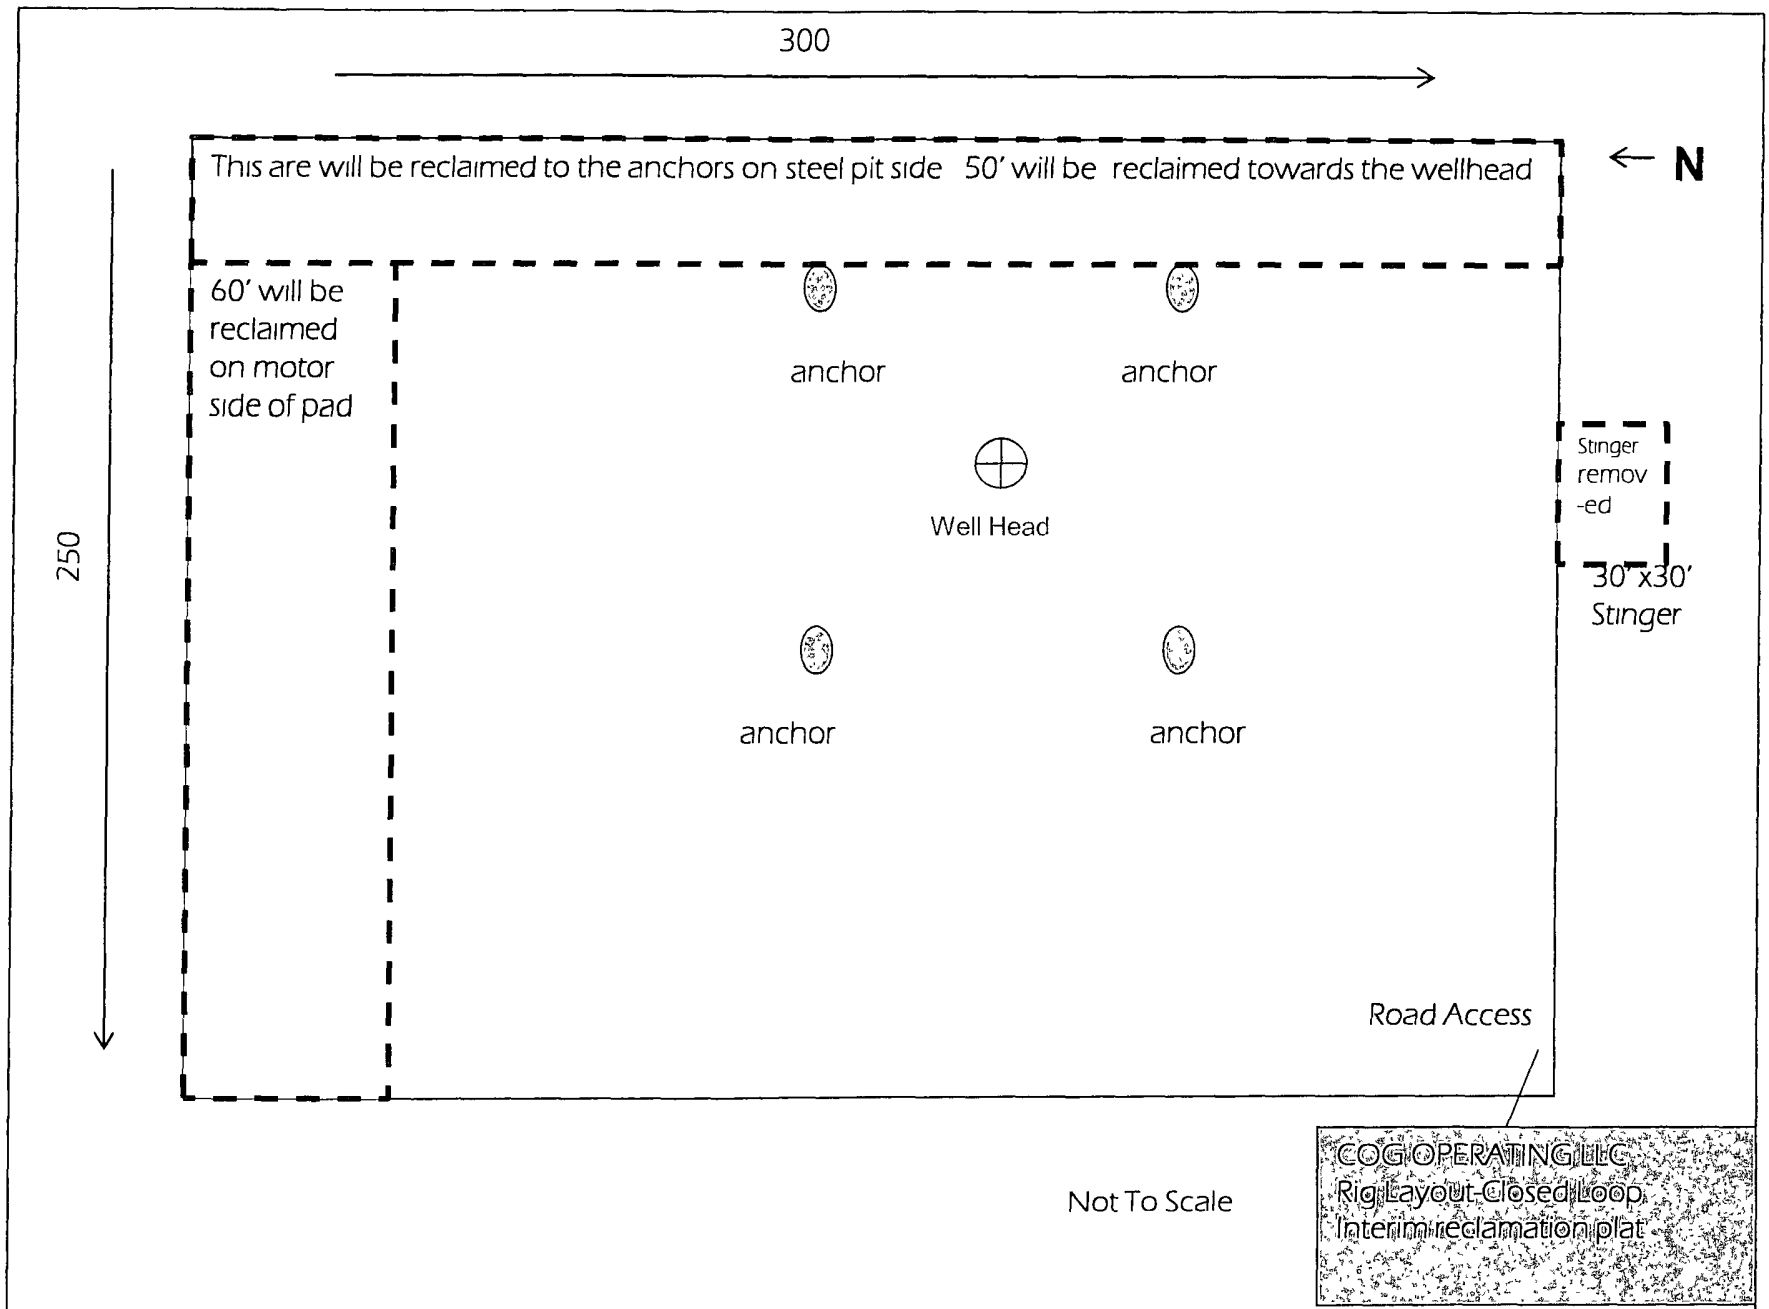 300
This are will be reclaimed to the anchors on steel pit side 50' will be reclaimed towards the wellhead
← N
60' will be
reclaimed
on motor
side of pad
anchor
anchor
Stinger
remov
-ed
Well Head
250
30'x30'
Stinger
anchor
anchor
Road Access
Not To Scale
COG OPERATING LLC
Rig Layout-Closed Loop
Interim reclamation plat